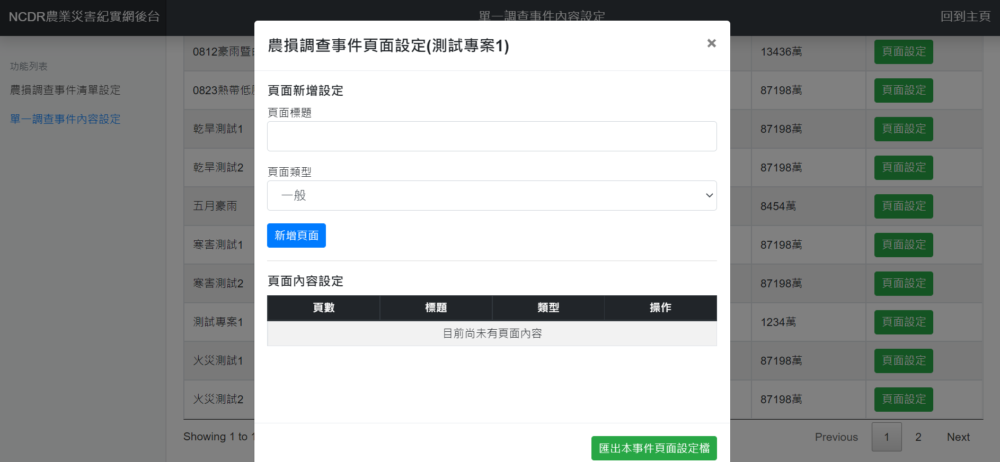 NCDR農業災害紀實網後台
單一調查事件內容設定
回到主頁
功能列表
農損調查事件清單設定
單一調查事件內容設定
農損調查事件頁面設定(測試專案1)
×
頁面新增設定
頁面標題
頁面類型
一般
新增頁面
頁面內容設定
頁數 標題 類型 操作
目前尚未有頁面內容
匯出本事件頁面設定檔
0812豪雨暨 13436萬 頁面設定
0823熱帶低 87198萬 頁面設定
乾旱測試1 87198萬 頁面設定
乾旱測試2 87198萬 頁面設定
五月豪雨 8454萬 頁面設定
寒害測試1 87198萬 頁面設定
寒害測試2 87198萬 頁面設定
測試專案1 1234萬 頁面設定
火災測試1 87198萬 頁面設定
火災測試2 87198萬 頁面設定
Showing 1 to
Previous 1 2 Next